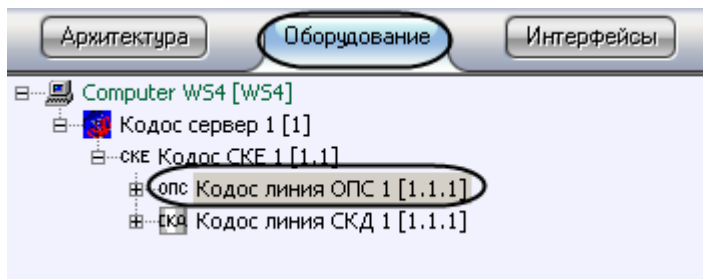 Архитектура Оборудование Интерфейсы
Computer WS4 [WS4]
Кодос сервер 1 [1]
СКЕ Кодос СКЕ 1 [1.1]
ОПС Кодос линия ОПС 1 [1.1.1]
СКД Кодос линия СКД 1 [1.1.1]